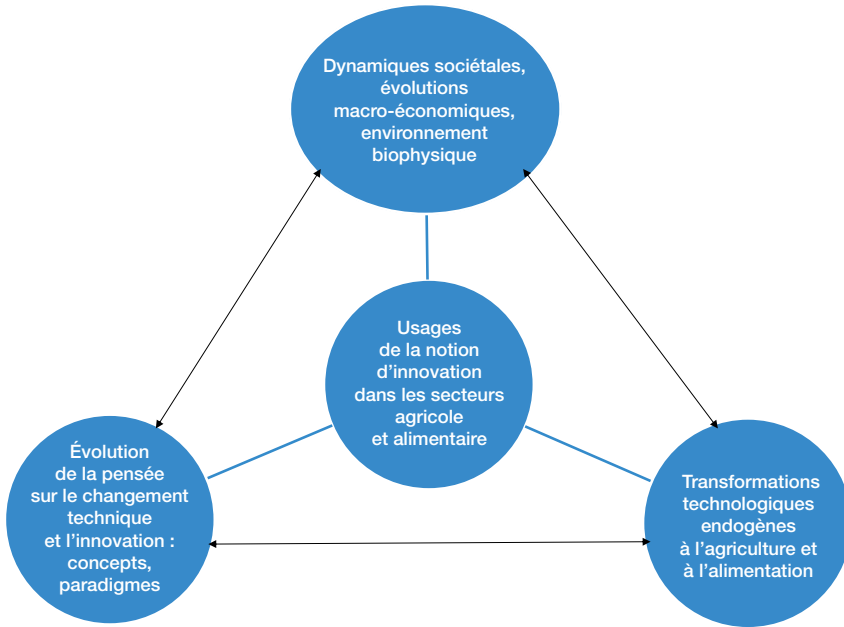 Dynamiques sociétales,
évolutions
macro-économiques,
environnement
biophysique
Usages
de la notion
d’innovation
dans les secteurs
agricole
et alimentaire
Évolution
de la pensée
sur le changement
technique
et l’innovation :
concepts,
paradigmes
Transformations
technologiques
endogènes
à l’agriculture et
à l’alimentation